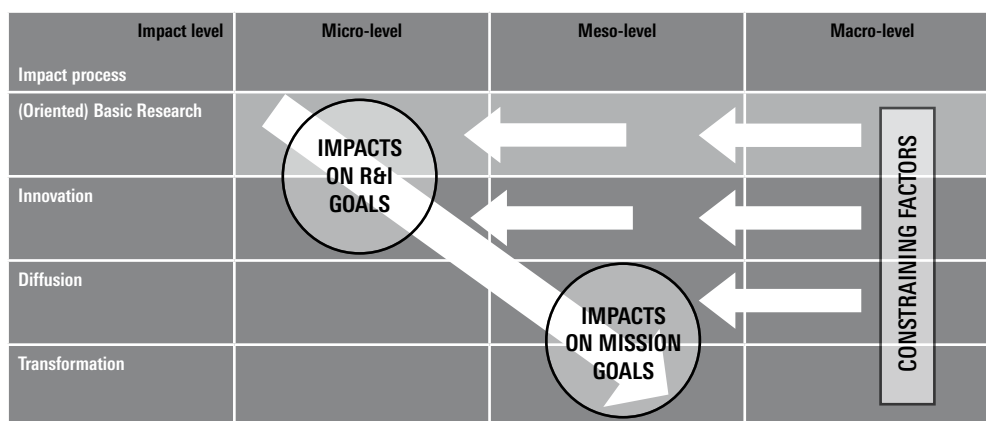 Impact level
Micro-level
Meso-level
Macro-level
Impact process
(Oriented) Basic Research
IMPACTS
ON R&I
GOALS
Innovation
Diffusion
IMPACTS
ON MISSION
GOALS
Transformation
CONSTRAINING FACTORS